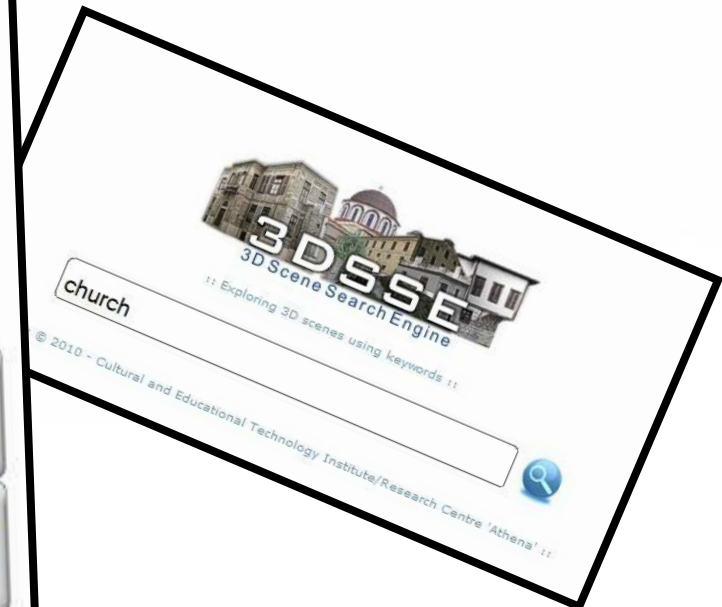 3DSSE
3D Scene Search Engine
:: Exploring 3D scenes using keywords ::
church
© 2010 - Cultural and Educational Technology Institute/Research Centre 'Athena' ::